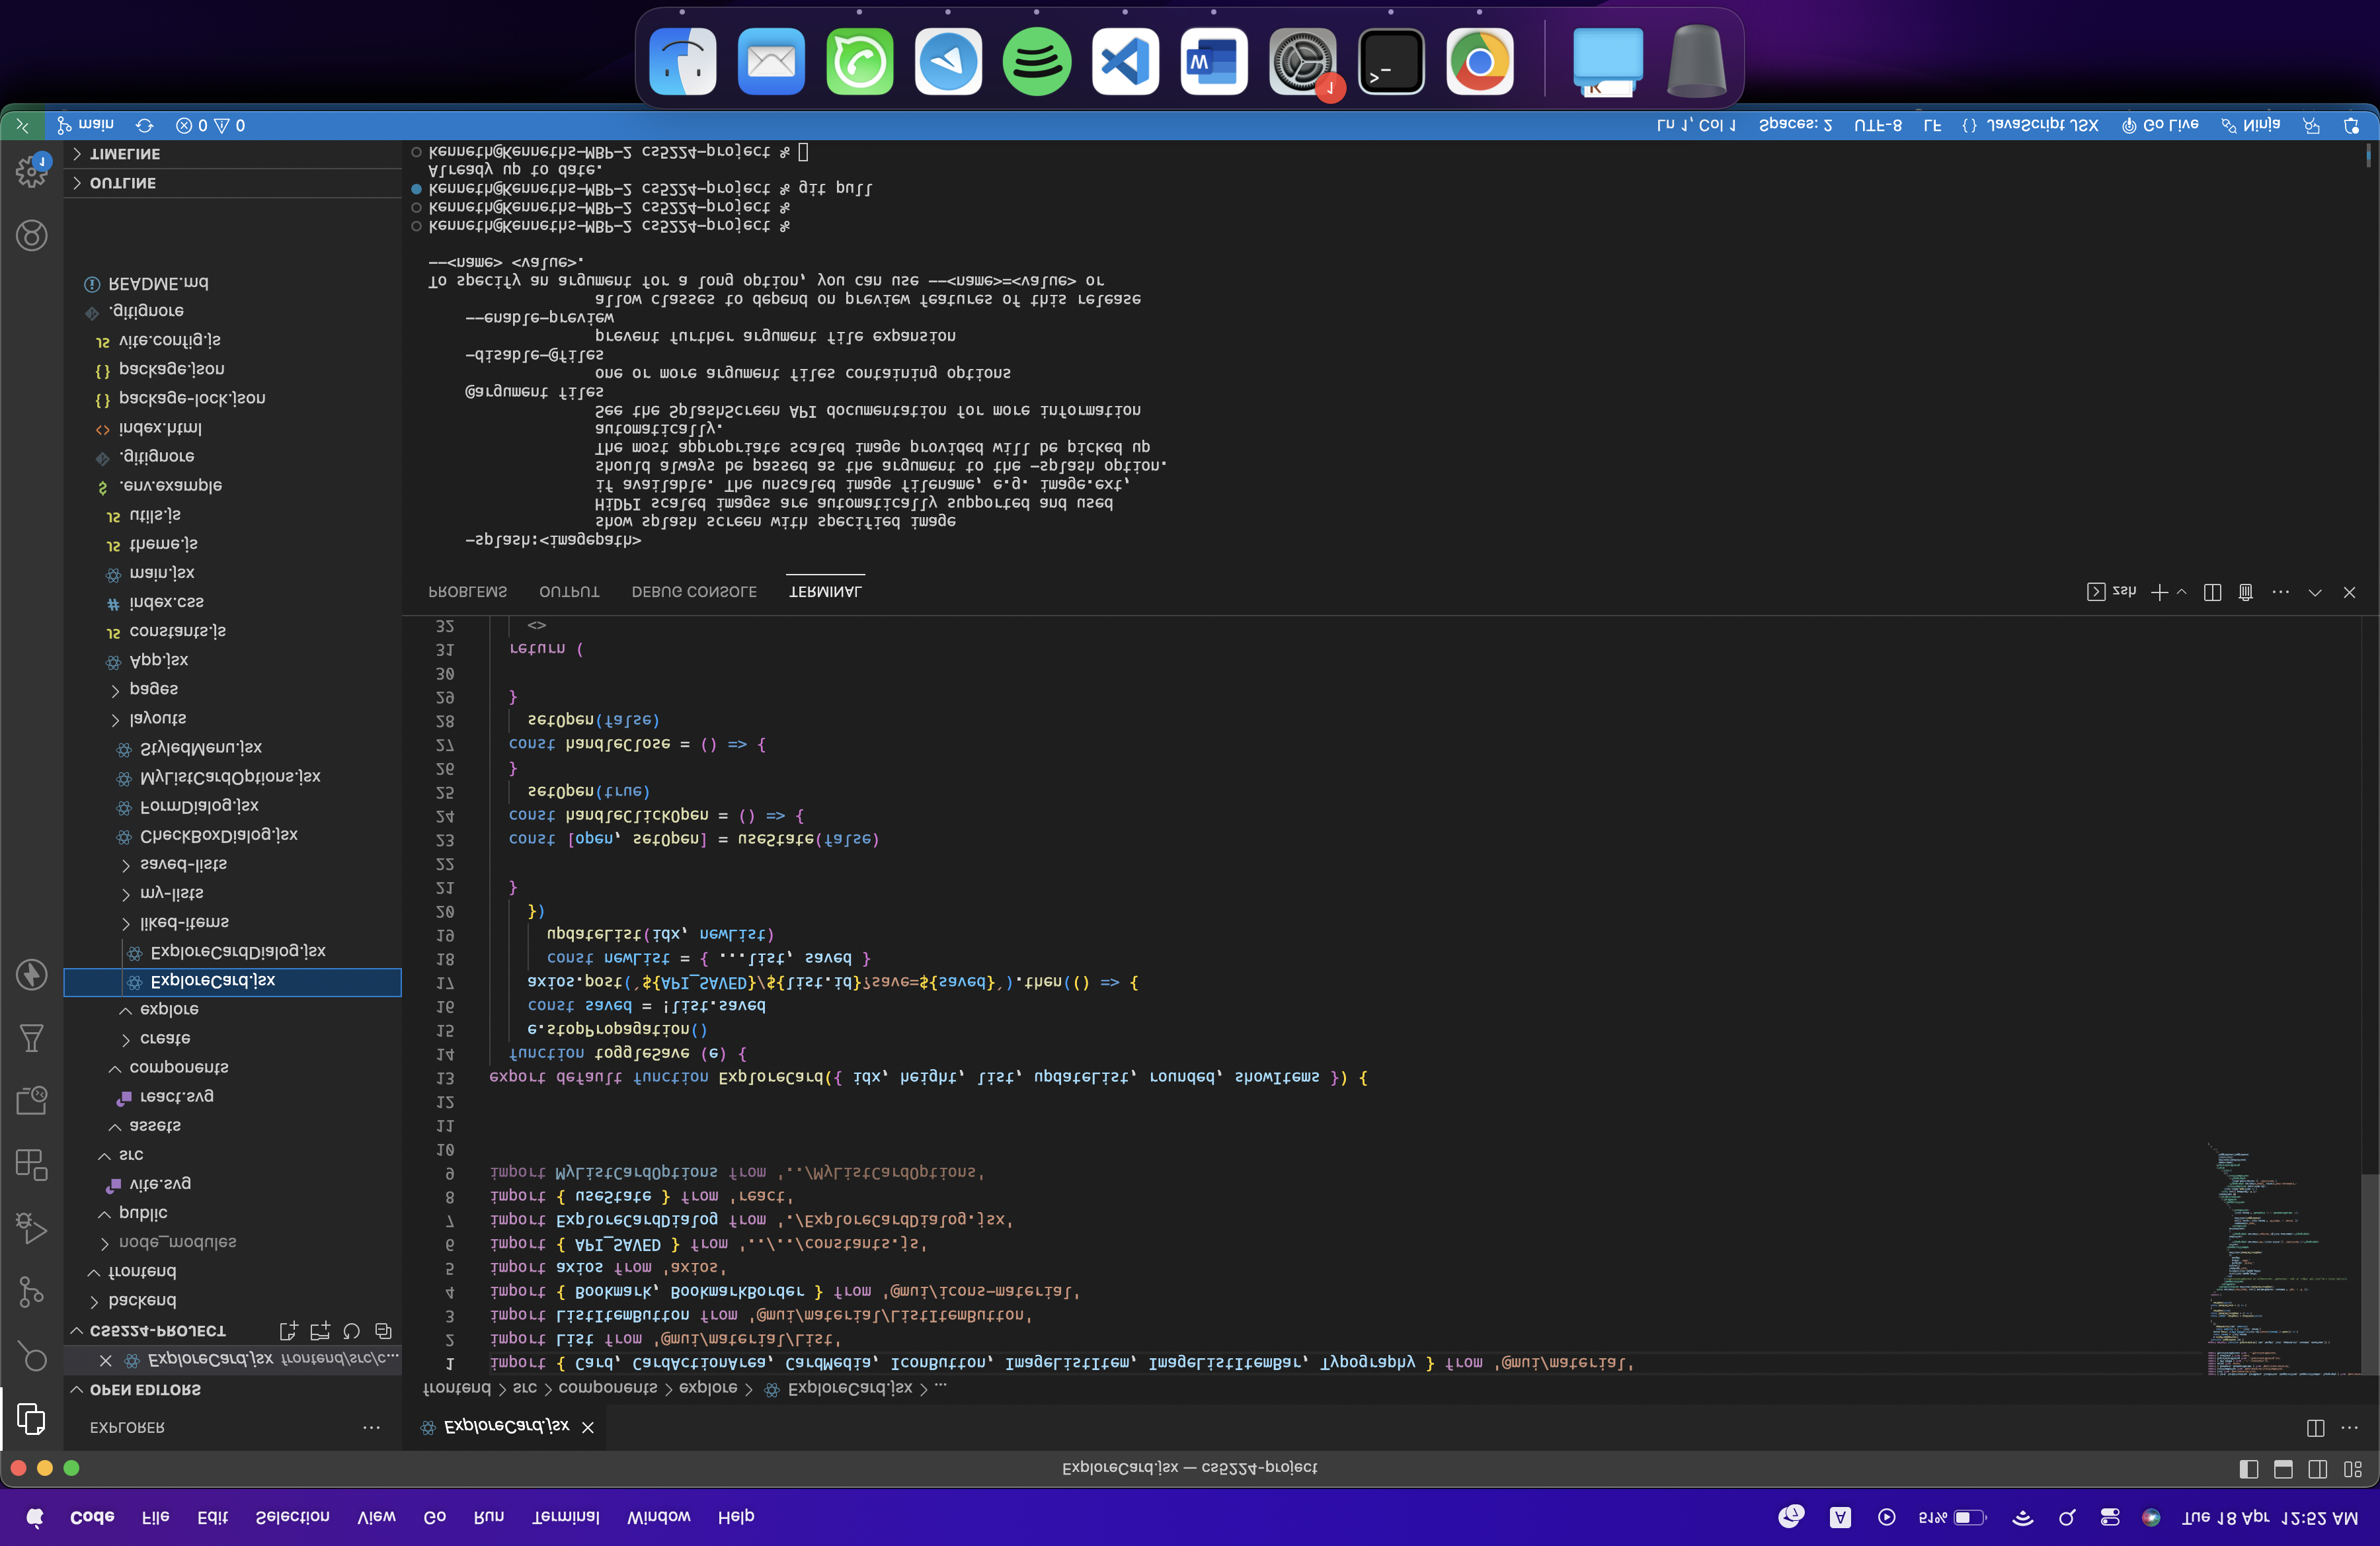 Code File Edit Selection View Go Run Terminal Window Help
7 A 51% Tue 18 Apr 12:52 AM
ExploreCard.jsx — cs5224-project
EXPLORER
OPEN EDITORS
ExploreCard.jsx frontend/src/c...
CS5224-PROJECT
backend
frontend
node_modules
public
vite.svg
src
assets
react.svg
components
create
explore
ExploreCard.jsx
ExploreCardDialog.jsx
liked-items
my-lists
saved-lists
CheckBoxDialog.jsx
FormDialog.jsx
MyListCardOptions.jsx
StyledMenu.jsx
layouts
pages
App.jsx
JS constants.js
# index.css
main.jsx
JS theme.js
JS utils.js
$ .env.example
.gitignore
<> index.html
{} package-lock.json
{} package.json
JS vite.config.js
.gitignore
README.md
OUTLINE
TIMELINE
1
ExploreCard.jsx
frontend > src > components > explore > ExploreCard.jsx > ...
1 import { Card, CardActionArea, CardMedia, IconButton, ImageListItem, ImageListItemBar, Typography } from '@mui/material'
2 import List from '@mui/material/List'
3 import ListItemButton from '@mui/material/ListItemButton'
4 import { Bookmark, BookmarkBorder } from '@mui/icons-material'
5 import axios from 'axios'
6 import { API_SAVED } from '../../constants.js'
7 import ExploreCardDialog from './ExploreCardDialog.jsx'
8 import { useState } from 'react'
9 import MyListCardOptions from '../MyListCardOptions'
10
11
12
13 export default function ExploreCard({ idx, height, list, updateList, rounded, showItems }) {
14 function toggleSave (e) {
15 e.stopPropagation()
16 const saved = !list.saved
17 axios.post(`${API_SAVED}/${list.id}?save=${saved}`).then(() => {
18 const newList = { ...list, saved }
19 updateList(idx, newList)
20 })
21 }
22
23 const [open, setOpen] = useState(false)
24 const handleClickOpen = () => {
25 setOpen(true)
26 }
27 const handleClose = () => {
28 setOpen(false)
29 }
30
31 return (
32 <>
PROBLEMS OUTPUT DEBUG CONSOLE TERMINAL
zsh
-splash:<imagepath>
show splash screen with specified image
HiDPI scaled images are automatically supported and used
if available. The unscaled image filename, e.g. image.ext,
should always be passed as the argument to the -splash option.
The most appropriate scaled image provided will be picked up
automatically.
See the SplashScreen API documentation for more information
@argument files
one or more argument files containing options
-disable-@files
prevent further argument file expansion
--enable-preview
allow classes to depend on preview features of this release
To specify an argument for a long option, you can use --<name>=<value> or
--<name> <value>.
kenneth@Kenneths-MBP-2 cs5224-project %
kenneth@Kenneths-MBP-2 cs5224-project %
kenneth@Kenneths-MBP-2 cs5224-project % git pull
Already up to date.
kenneth@Kenneths-MBP-2 cs5224-project %
main 0 0
Ln 1, Col 1 Spaces: 2 UTF-8 LF {} JavaScript JSX Go Live Ninja
W
1
>_